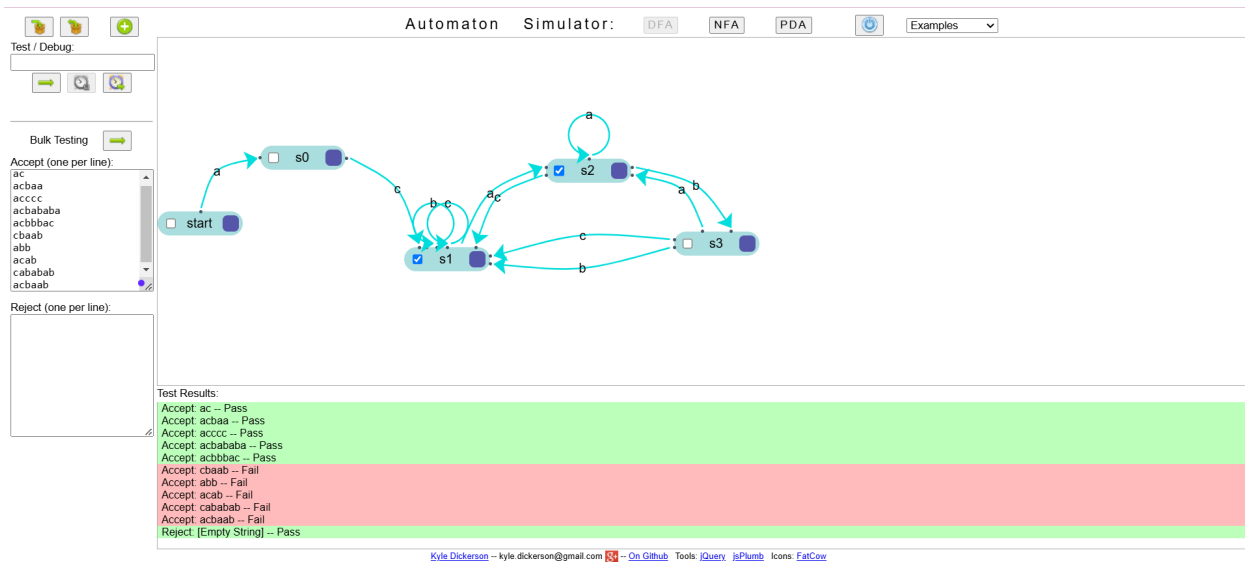 Automaton Simulator: DFA NFA PDA Examples
Test / Debug:
Bulk Testing
Accept (one per line):
ac
acbaa
acccc
acbababa
acbbbac
cbaab
abb
acab
cababab
acbaab
Reject (one per line):
a
s0
a
start
c
b c
s1
a
c
a
s2
a
b
c
s3
b
Test Results:
Accept: ac -- Pass
Accept: acbaa -- Pass
Accept: acccc -- Pass
Accept: acbababa -- Pass
Accept: acbbbac -- Pass
Accept: cbaab -- Fail
Accept: abb -- Fail
Accept: acab -- Fail
Accept: cababab -- Fail
Accept: acbaab -- Fail
Reject: [Empty String] -- Pass
Kyle Dickerson -- kyle.dickerson@gmail.com g+ -- On Github Tools: jQuery jsPlumb Icons: FatCow